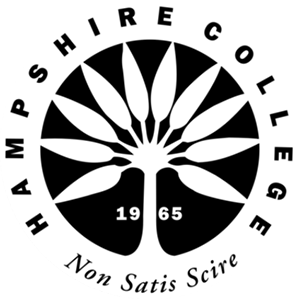 HAMPSHIRE COLLEGE
1965
Non Satis Scire